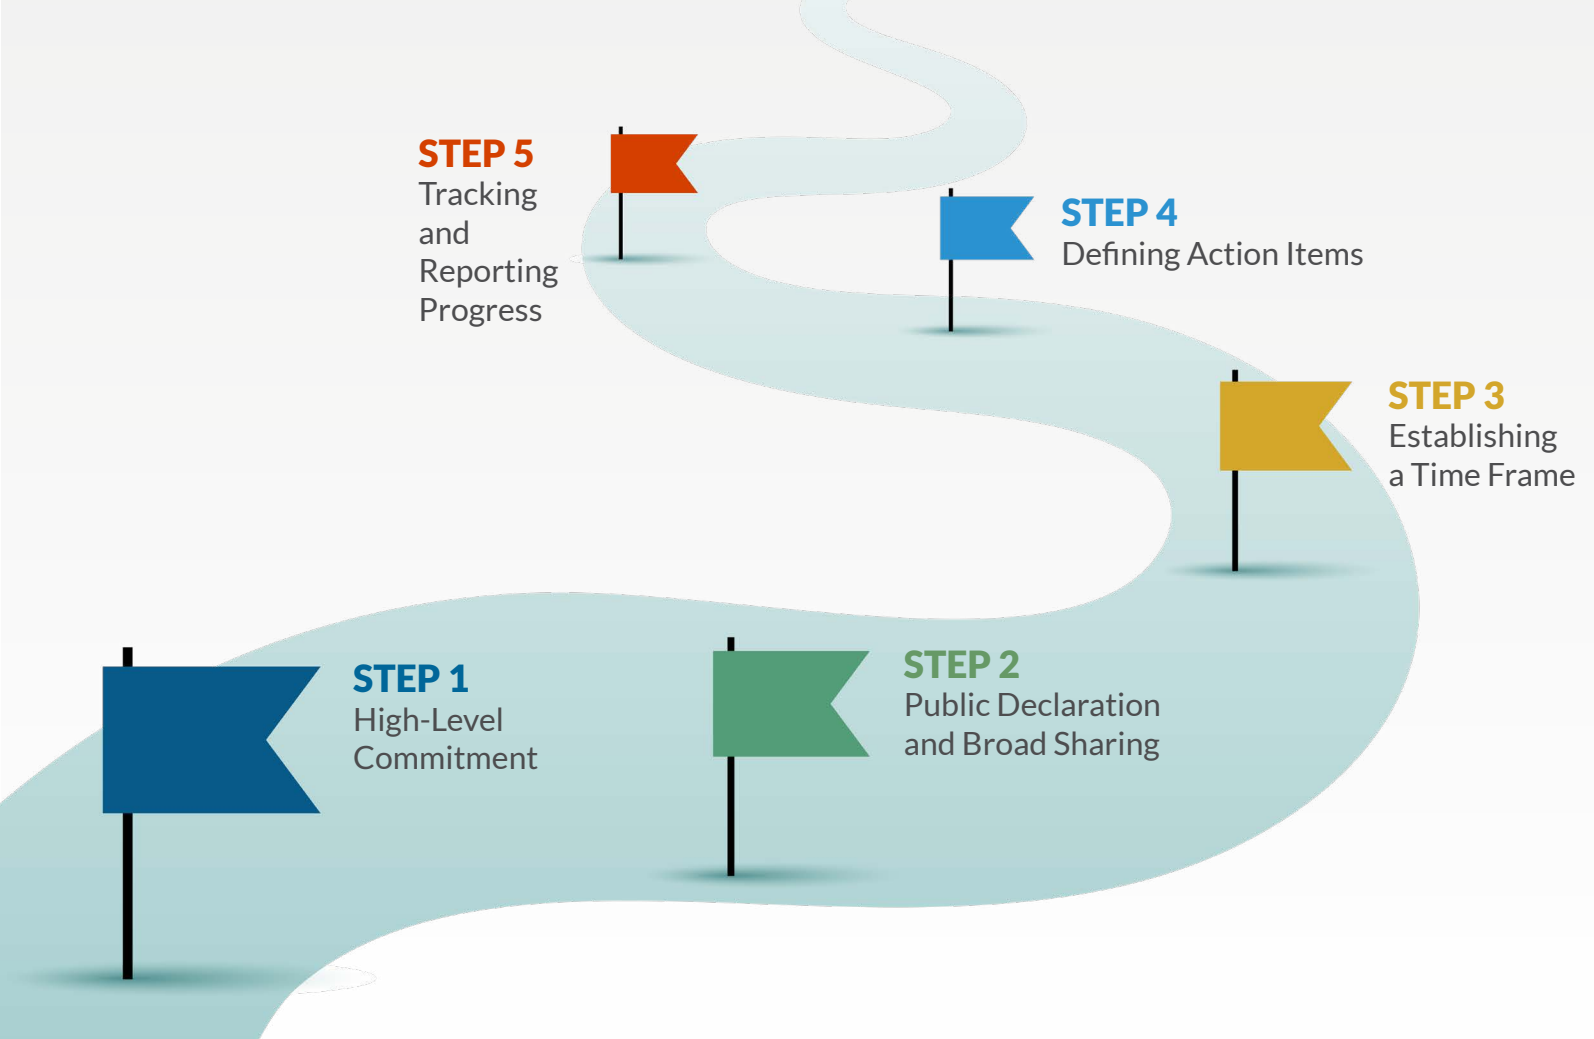 STEP 5
Tracking
and
Reporting
Progress
STEP 4
Defining Action Items
STEP 3
Establishing
a Time Frame
STEP 1
High-Level
Commitment
STEP 2
Public Declaration
and Broad Sharing